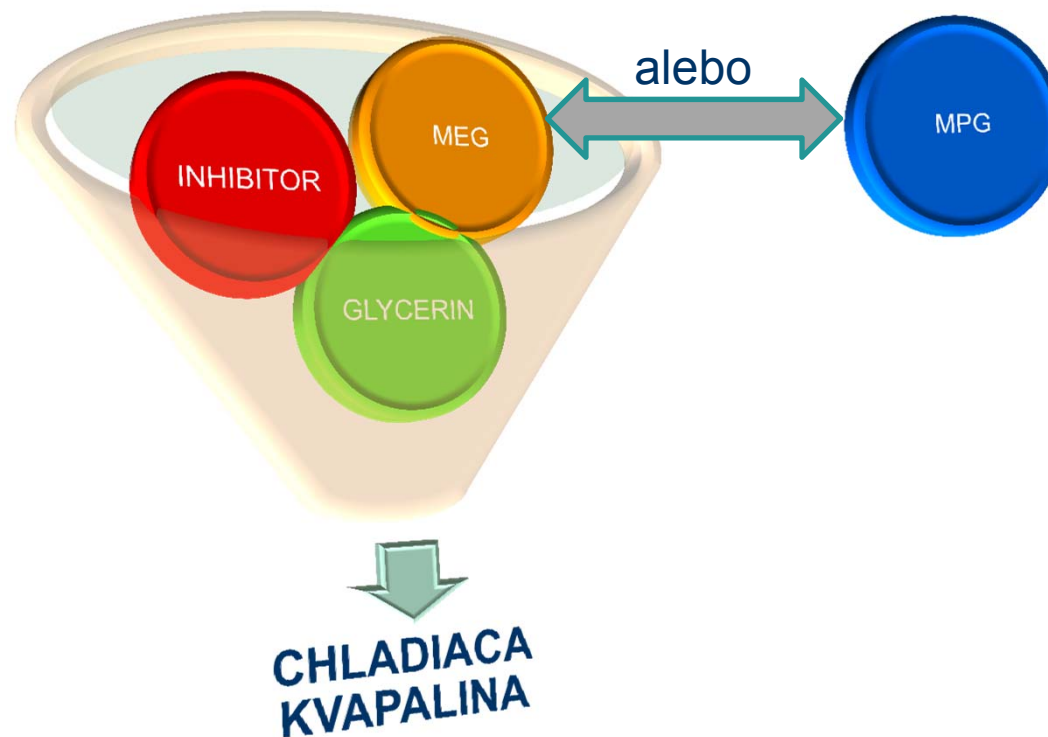 alebo
MEG
MPG
INHIBITOR
GLYCERIN
CHLADIACA
KVAPALINA